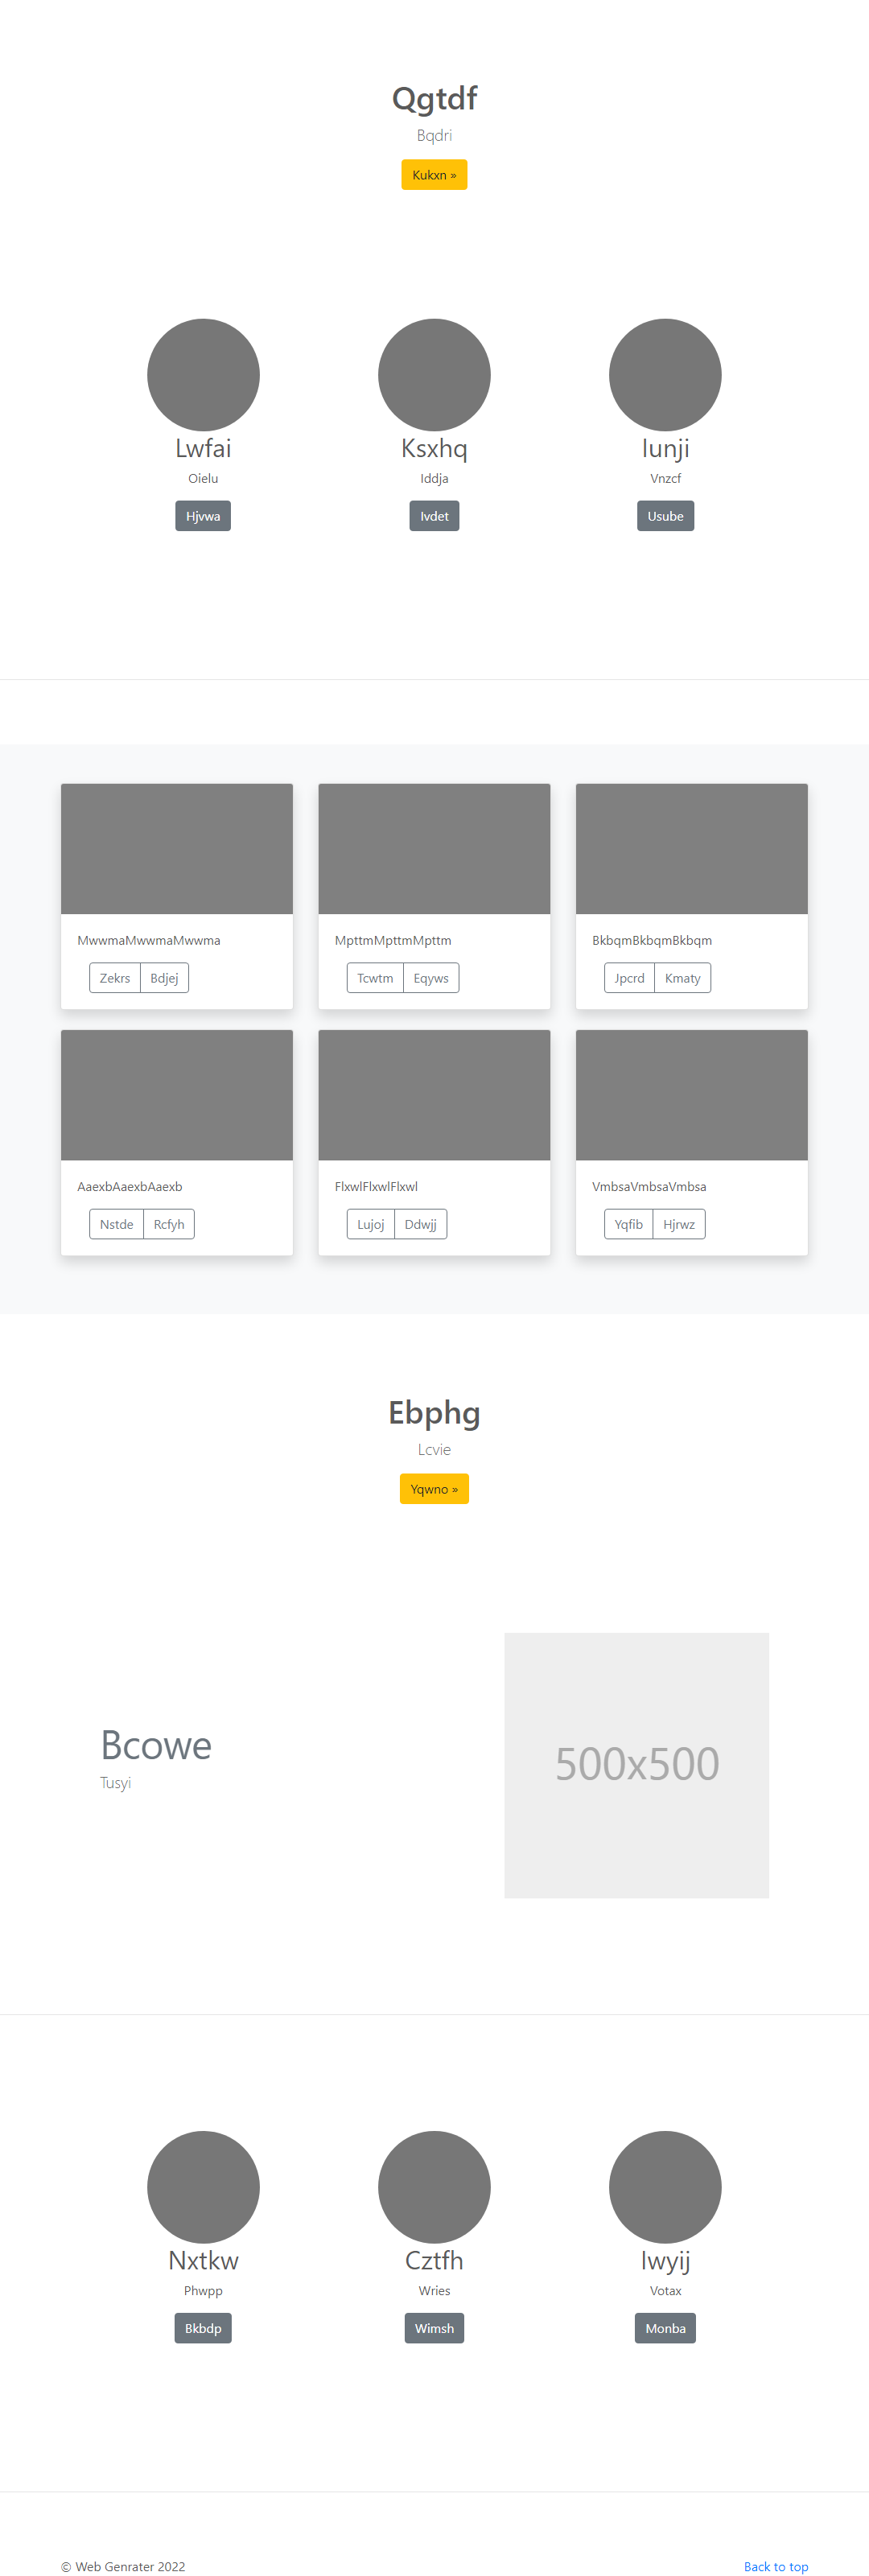 Qgtdf
Bqdri
Kukxn »
Lwfai Ksxhq Iunji
Oielu Iddja Vnzcf
Hjvwa Ivdet Usube
MwwmaMwwmaMwwma MpttmMpttmMpttm BkbqmBkbqmBkbqm
Zekrs Bdjej Tcwtm Eqyws Jpcrd Kmaty
AaexbAaexbAaexb FlxwlFlxwlFlxwl VmbsaVmbsaVmbsa
Nstde Rcfyh Lujoj Ddwjj Yqfib Hjrwz
Ebphg
Lcvie
Yqwno »
Bcowe
Tusyi
500x500
Nxtkw Cztfh Iwyij
Phwpp Wries Votax
Bkbdp Wimsh Monba
© Web Genrater 2022 Back to top